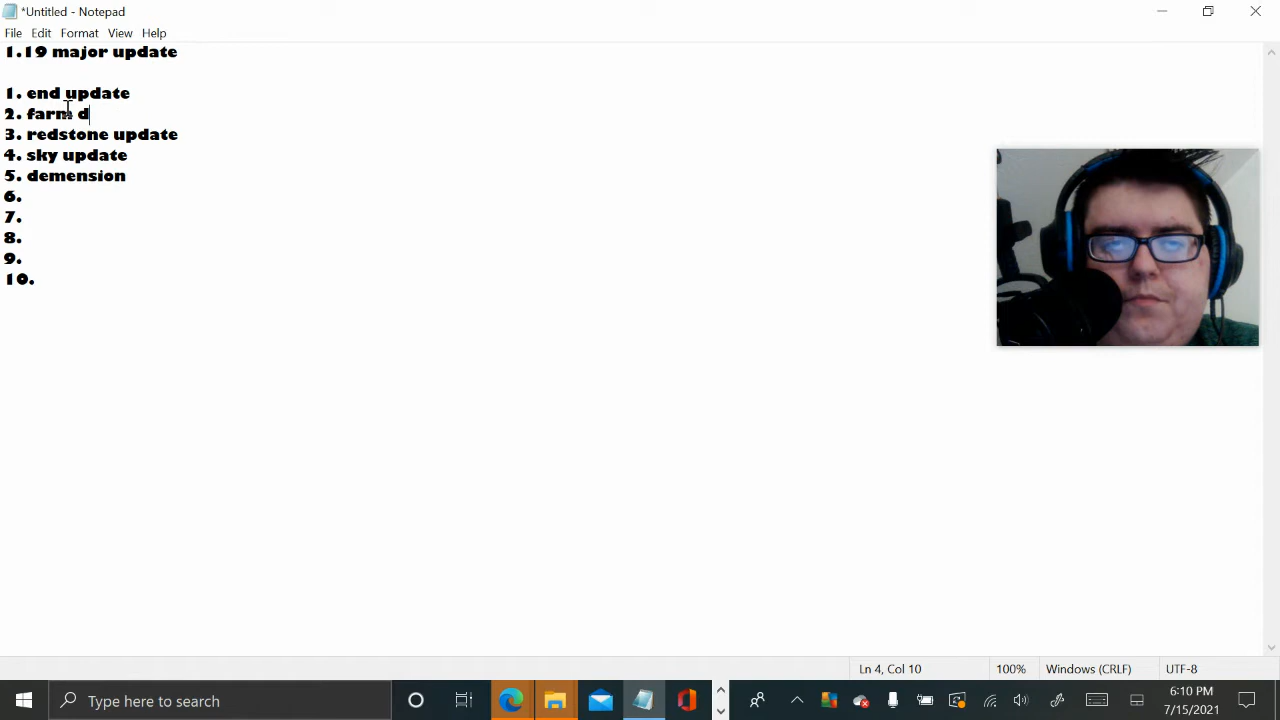 *Untitled - Notepad
File Edit Format View Help
1.19 major update
1. end update
2. farm d
3. redstone update
4. sky update
5. demension
6.
7.
8.
9.
10.
Ln 4, Col 10 100% Windows (CRLF) UTF-8
Type here to search
6:10 PM
7/15/2021